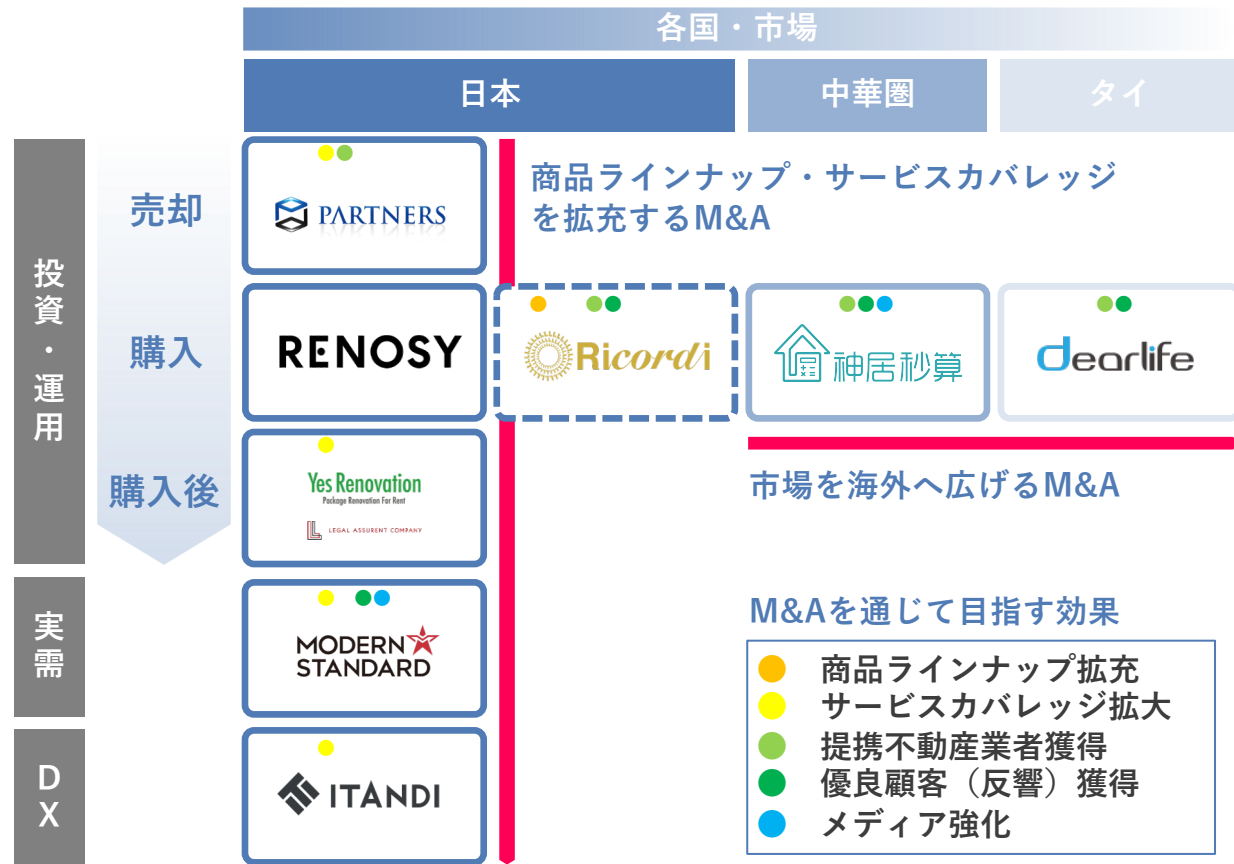 各国・市場
日本
中華圏
タイ
投資・運用
売却
PARTNERS
商品ラインナップ・サービスカバレッジ
を拡充するM&A
購入
RENOSY
Ricordi
神居秒算
dearlife
購入後
Yes Renovation
Package Renovation For Rent
LEGAL ASSURENT COMPANY
市場を海外へ広げるM&A
実需
MODERN
STANDARD
DX
ITANDI
M&Aを通じて目指す効果
商品ラインナップ拡充
サービスカバレッジ拡大
提携不動産業者獲得
優良顧客（反響）獲得
メディア強化